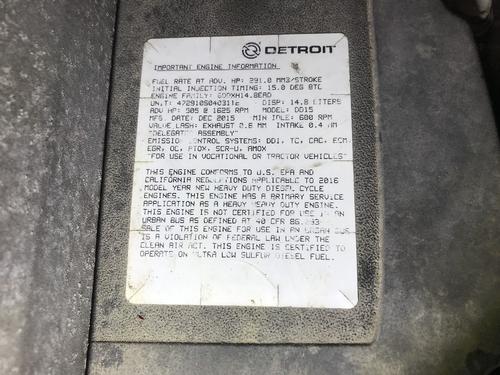 DETROIT
IMPORTANT ENGINE INFORMATION
FUEL RATE AT ADV. HP: 291.0 MM3/STROKE
INITIAL INJECTION TIMING: 15.0 DEG BTC
ENGINE FAMILY: GDDXH14.8EAD
UNIT: 472910S0403112 DISP: 14.8 LITERS
ADV HP: 505 @ 1625 RPM MODEL: DD15
MFG. DATE: DEC 2015 MIN IDLE: 600 RPM
VALVE LASH: EXHAUST 0.6 MM INTAKE 0.4 MM
"DELEGATED ASSEMBLY"
EMISSION CONTROL SYSTEMS: DDI, TC, CAC, ECM,
EGR, OC, PTOX, SCR-U, AMOX
"FOR USE IN VOCATIONAL OR TRACTOR VEHICLES"
THIS ENGINE CONFORMS TO U.S. EPA AND
CALIFORNIA REGULATIONS APPLICABLE TO 2016
MODEL YEAR NEW HEAVY DUTY DIESEL CYCLE
ENGINES. THIS ENGINE HAS A PRIMARY SERVICE
APPLICATION AS A HEAVY HEAVY DUTY ENGINE.
THIS ENGINE IS NOT CERTIFIED FOR USE IN AN
URBAN BUS AS DEFINED AT 40 CFR 86.093
SALE OF THIS ENGINE FOR USE IN AN URBAN BUS
IS A VIOLATION OF FEDERAL LAW UNDER THE
CLEAN AIR ACT. THIS ENGINE IS CERTIFIED TO
OPERATE ON ULTRA LOW SULFUR DIESEL FUEL.